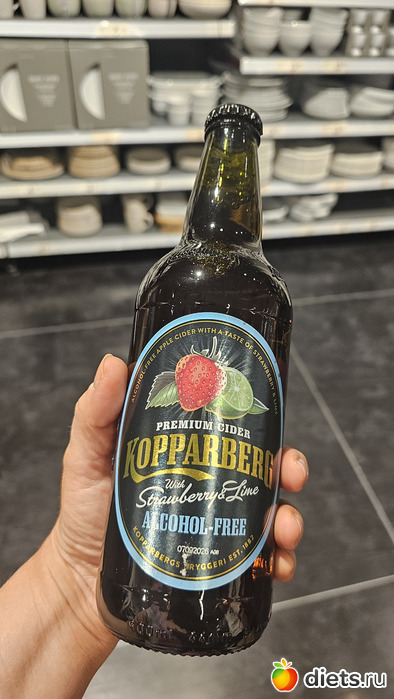 ALCOHOL FREE APPLE CIDER WITH A TASTE OF STRAWBERRY & LIME
PREMIUM CIDER
KOPPARBERG
With
Strawberry & Lime
ALCOHOL-FREE
07092026
KOPPARBERGS BRYGGERI EST. 1882
diets.ru